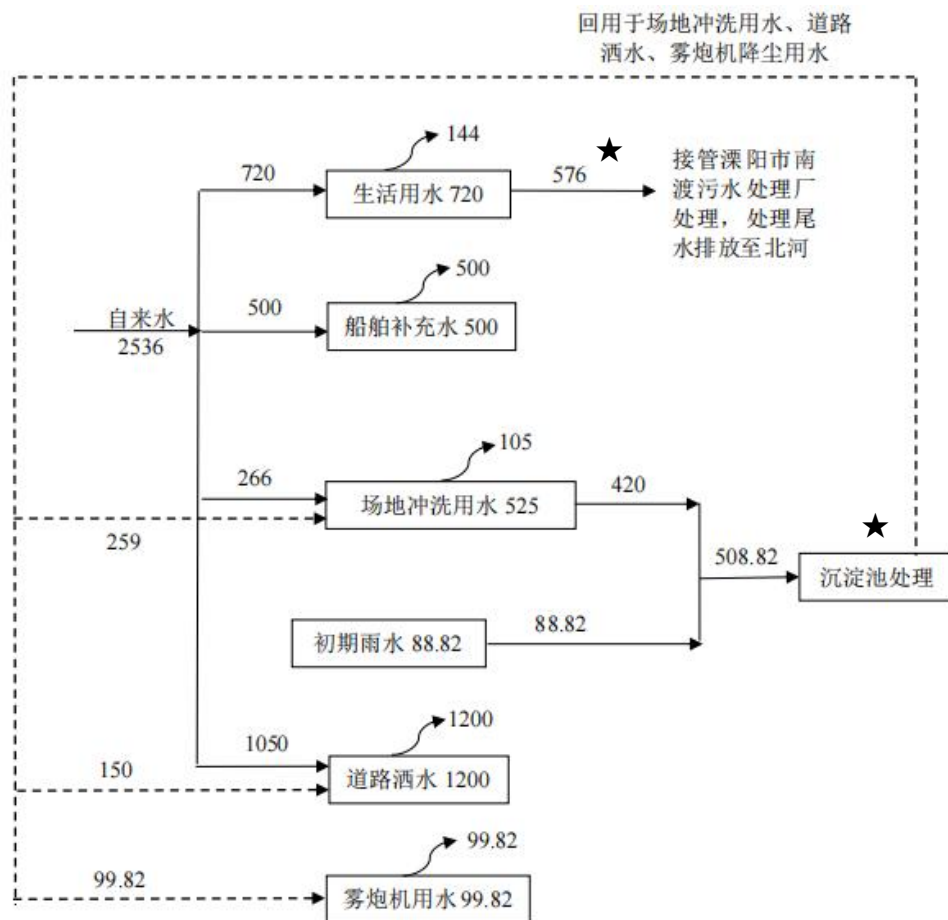 回用于场地冲洗用水、道路
洒水、雾炮机降尘用水
144
720
生活用水 720
576
接管溧阳市南
渡污水处理厂
处理，处理尾
水排放至北河
500
自来水
2536
500
船舶补充水 500
105
266
场地冲洗用水 525
420
259
508.82
沉淀池处理
初期雨水 88.82
88.82
1200
1050
道路洒水 1200
150
99.82
99.82
雾炮机用水 99.82